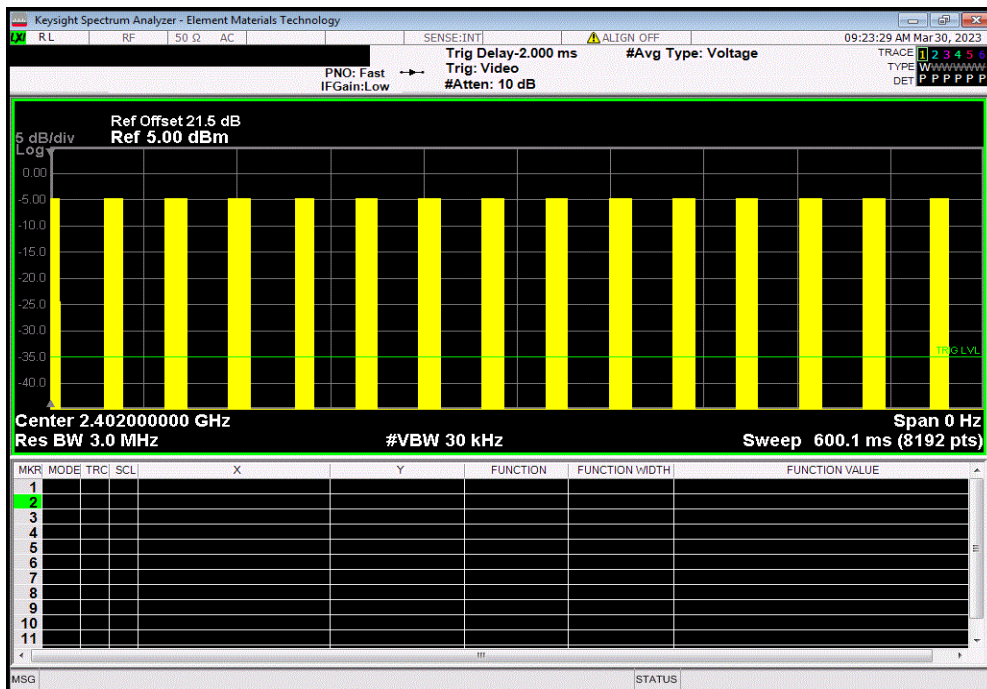 Keysight Spectrum Analyzer - Element Materials Technology
LXI RL RF 50 Ω AC SENSE:INT ALIGN OFF 09:23:29 AM Mar 30, 2023
Trig Delay-2.000 ms #Avg Type: Voltage TRACE 1 2 3 4 5 6
PNO: Fast Trig: Video TYPE WWWWWW
IFGain:Low #Atten: 10 dB DET P P P P P P
Ref Offset 21.5 dB
5 dB/div Ref 5.00 dBm
Log
0.00
-5.00
-10.0
-15.0
-20.0
-25.0
-30.0
-35.0 TRIG LVL
-40.0
Center 2.402000000 GHz Span 0 Hz
Res BW 3.0 MHz #VBW 30 kHz Sweep 600.1 ms (8192 pts)
MKR MODE TRC SCL X Y FUNCTION FUNCTION WIDTH FUNCTION VALUE
1
2
3
4
5
6
7
8
9
10
11
MSG STATUS